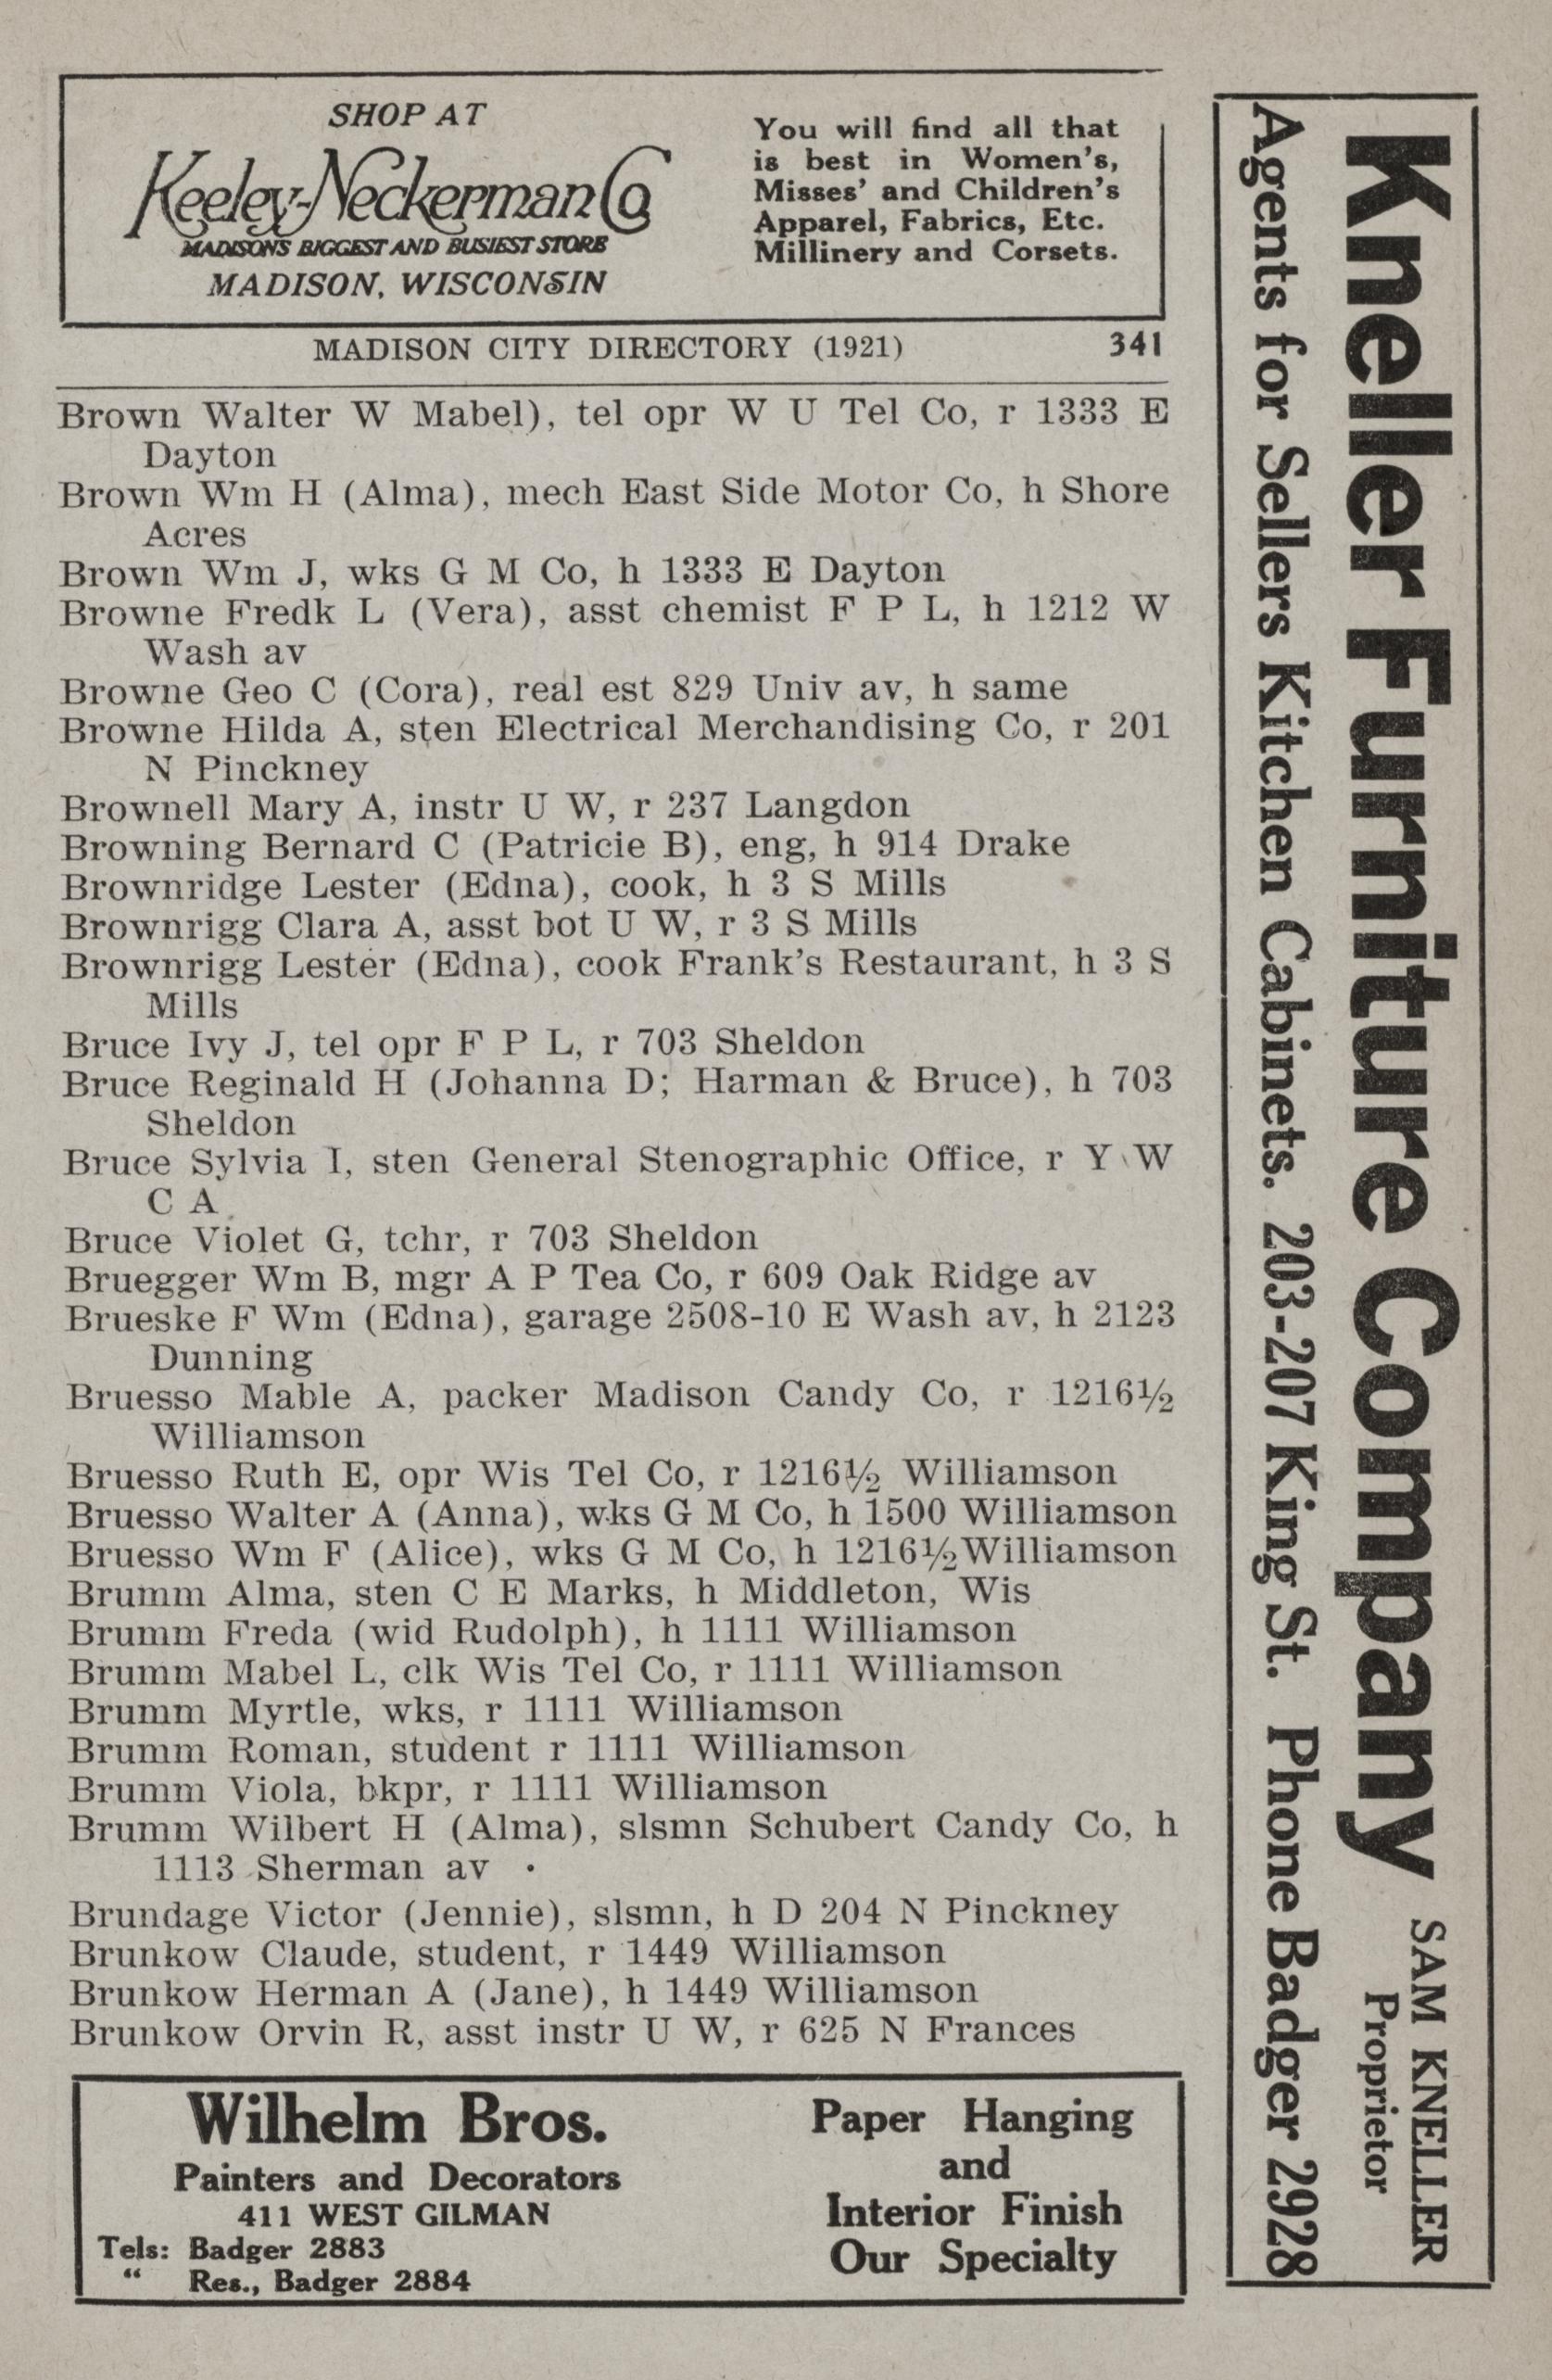 SHOP AT
Keeley-Neckerman Co
MADISON'S BIGGEST AND BUSIEST STORE
MADISON, WISCONSIN
You will find all that
is best in Women's,
Misses' and Children's
Apparel, Fabrics, Etc.
Millinery and Corsets.
MADISON CITY DIRECTORY (1921) 341
Brown Walter W Mabel), tel opr W U Tel Co, r 1333 E
Dayton
Brown Wm H (Alma), mech East Side Motor Co, h Shore
Acres
Brown Wm J, wks G M Co, h 1333 E Dayton
Browne Fredk L (Vera), asst chemist F P L, h 1212 W
Wash av
Browne Geo C (Cora), real est 829 Univ av, h same
Browne Hilda A, sten Electrical Merchandising Co, r 201
N Pinckney
Brownell Mary A, instr U W, r 237 Langdon
Browning Bernard C (Patricie B), eng, h 914 Drake
Brownridge Lester (Edna), cook, h 3 S Mills
Brownrigg Clara A, asst bot U W, r 3 S Mills
Brownrigg Lester (Edna), cook Frank's Restaurant, h 3 S
Mills
Bruce Ivy J, tel opr F P L, r 703 Sheldon
Bruce Reginald H (Johanna D; Harman & Bruce), h 703
Sheldon
Bruce Sylvia I, sten General Stenographic Office, r Y W
C A
Bruce Violet G, tchr, r 703 Sheldon
Bruegger Wm B, mgr A P Tea Co, r 609 Oak Ridge av
Brueske F Wm (Edna), garage 2508-10 E Wash av, h 2123
Dunning
Bruesso Mable A, packer Madison Candy Co, r 1216½
Williamson
Bruesso Ruth E, opr Wis Tel Co, r 1216½ Williamson
Bruesso Walter A (Anna), wks G M Co, h 1500 Williamson
Bruesso Wm F (Alice), wks G M Co, h 1216½ Williamson
Brumm Alma, sten C E Marks, h Middleton, Wis
Brumm Freda (wid Rudolph), h 1111 Williamson
Brumm Mabel L, clk Wis Tel Co, r 1111 Williamson
Brumm Myrtle, wks, r 1111 Williamson
Brumm Roman, student r 1111 Williamson
Brumm Viola, bkpr, r 1111 Williamson
Brumm Wilbert H (Alma), slsmn Schubert Candy Co, h
1113 Sherman av
Brundage Victor (Jennie), slsmn, h D 204 N Pinckney
Brunkow Claude, student, r 1449 Williamson
Brunkow Herman A (Jane), h 1449 Williamson
Brunkow Orvin R, asst instr U W, r 625 N Frances
Wilhelm Bros.
Painters and Decorators
411 WEST GILMAN
Tels: Badger 2883
" Res., Badger 2884
Paper Hanging
and
Interior Finish
Our Specialty
Kneller Furniture Company
SAM KNELLER
Proprietor
Agents for Sellers Kitchen Cabinets. 203-207 King St. Phone Badger 2928